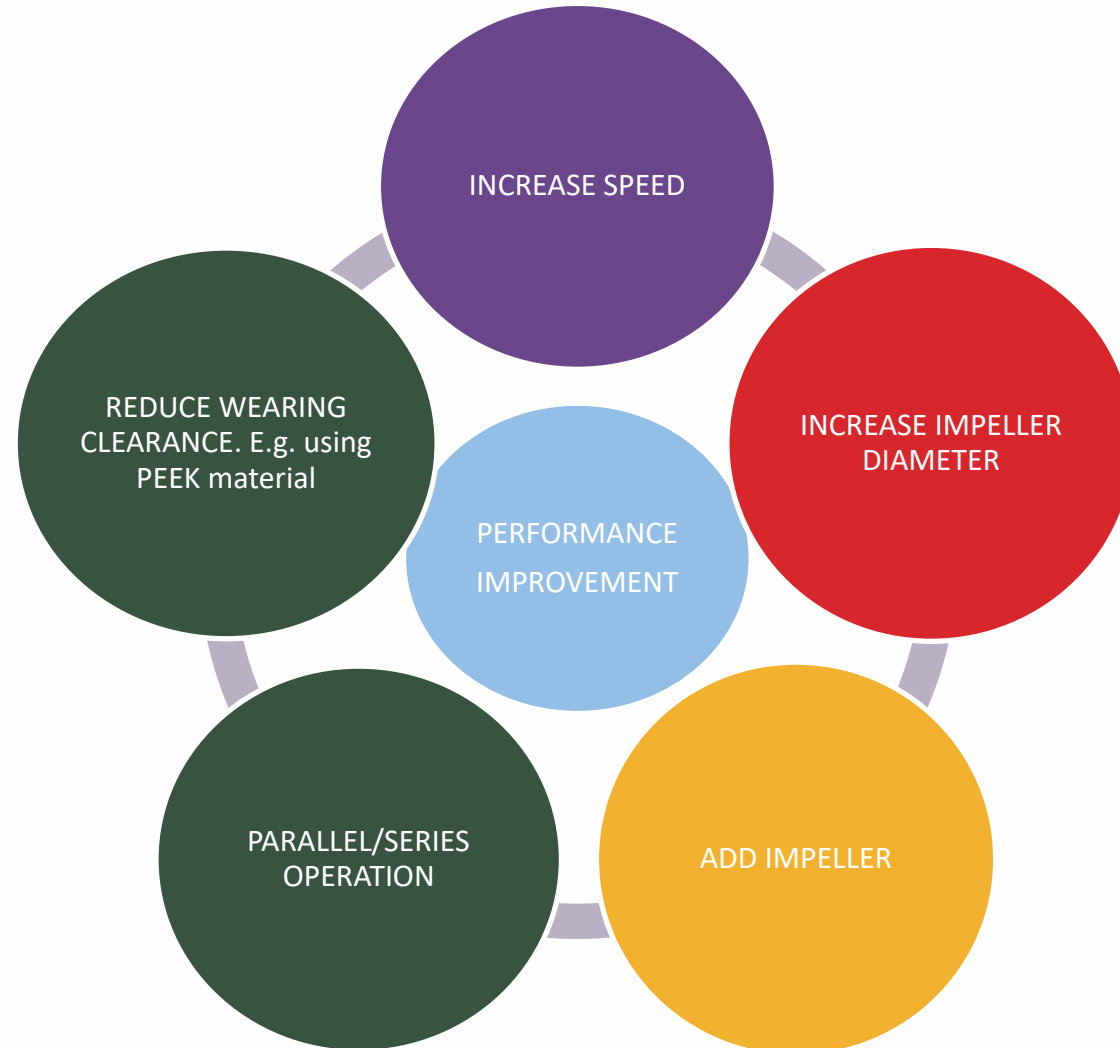 INCREASE SPEED
INCREASE IMPELLER
DIAMETER
ADD IMPELLER
PARALLEL/SERIES
OPERATION
REDUCE WEARING
CLEARANCE. E.g. using
PEEK material
PERFORMANCE
IMPROVEMENT